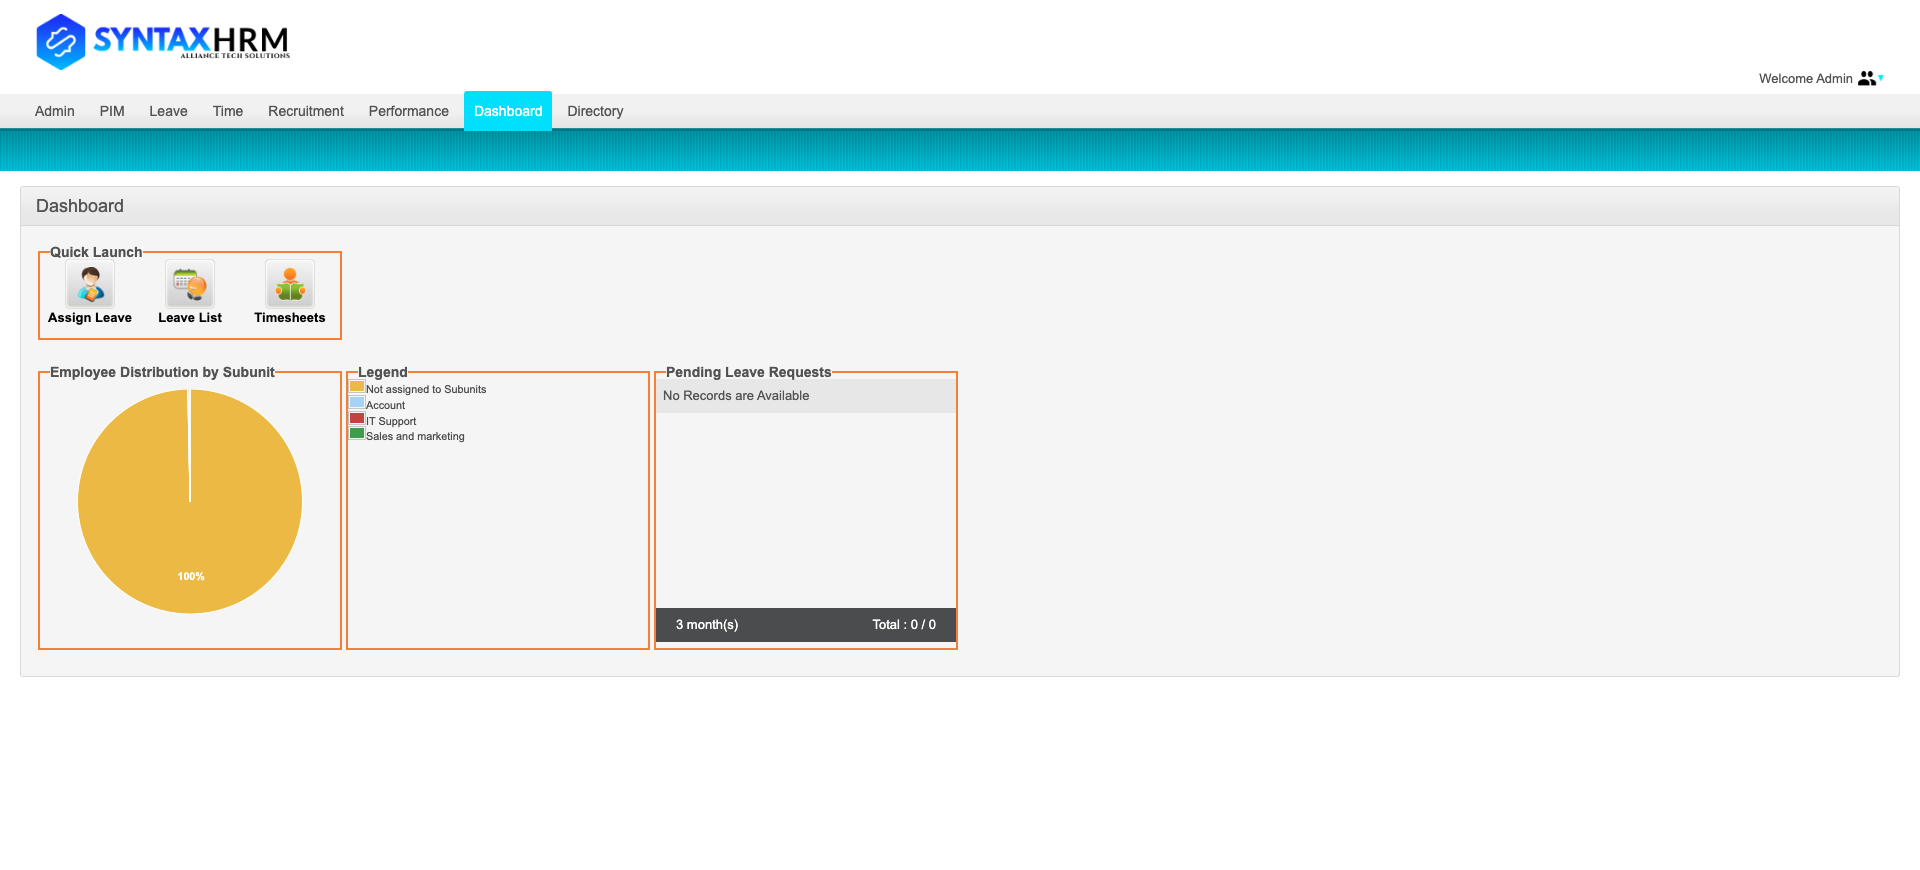 SYNTAXHRM
ALLIANCE TECH SOLUTIONS
Welcome Admin
Admin PIM Leave Time Recruitment Performance Dashboard Directory
Dashboard
Quick Launch
Assign Leave Leave List Timesheets
Employee Distribution by Subunit
100%
Legend
Not assigned to Subunits
Account
IT Support
Sales and marketing
Pending Leave Requests
No Records are Available
3 month(s) Total : 0 / 0